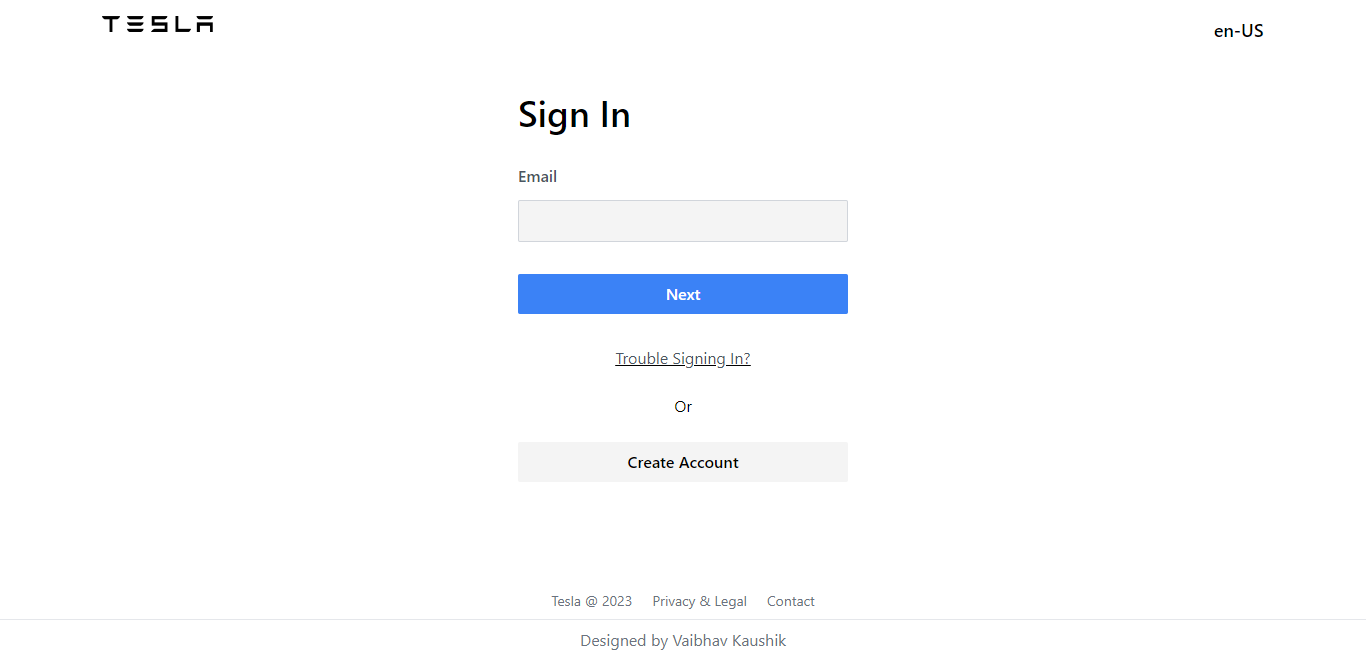 TESLA
en-US
Sign In
Email
Next
Trouble Signing In?
Or
Create Account
Tesla @ 2023 Privacy & Legal Contact
Designed by Vaibhav Kaushik